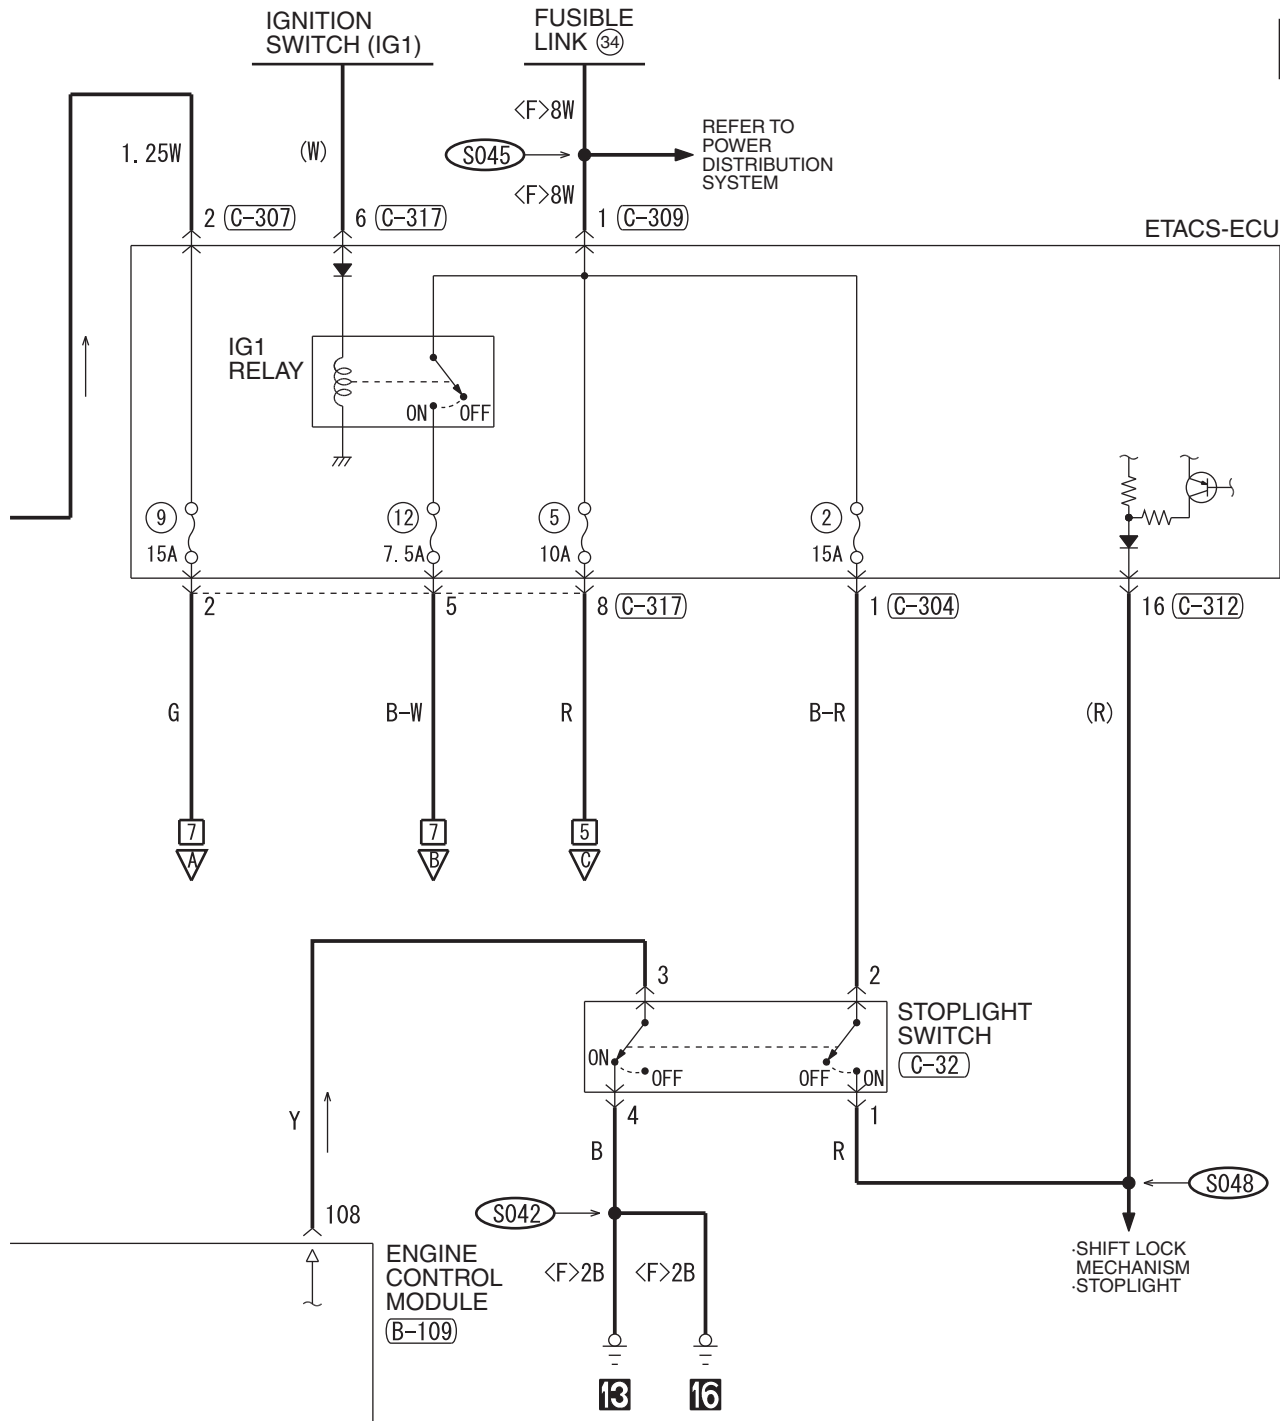 IGNITION
SWITCH (IG1)
FUSIBLE
LINK 34
<F>8W
1.25W
(W)
S045
REFER TO
POWER
DISTRIBUTION
SYSTEM
<F>8W
2 C-307
6 C-317
1 C-309
ETACS-ECU
IG1
RELAY
ON OFF
9
15A
12
7.5A
5
10A
2
15A
2
5
8 C-317
1 C-304
16 C-312
G
B-W
R
B-R
(R)
7
A
7
B
5
C
3
2
STOPLIGHT
SWITCH
C-32
ON OFF
OFF ON
4
1
Y
B
R
108
S042
S048
ENGINE
CONTROL
MODULE
B-109
<F>2B
<F>2B
·SHIFT LOCK
MECHANISM
·STOPLIGHT
13
16